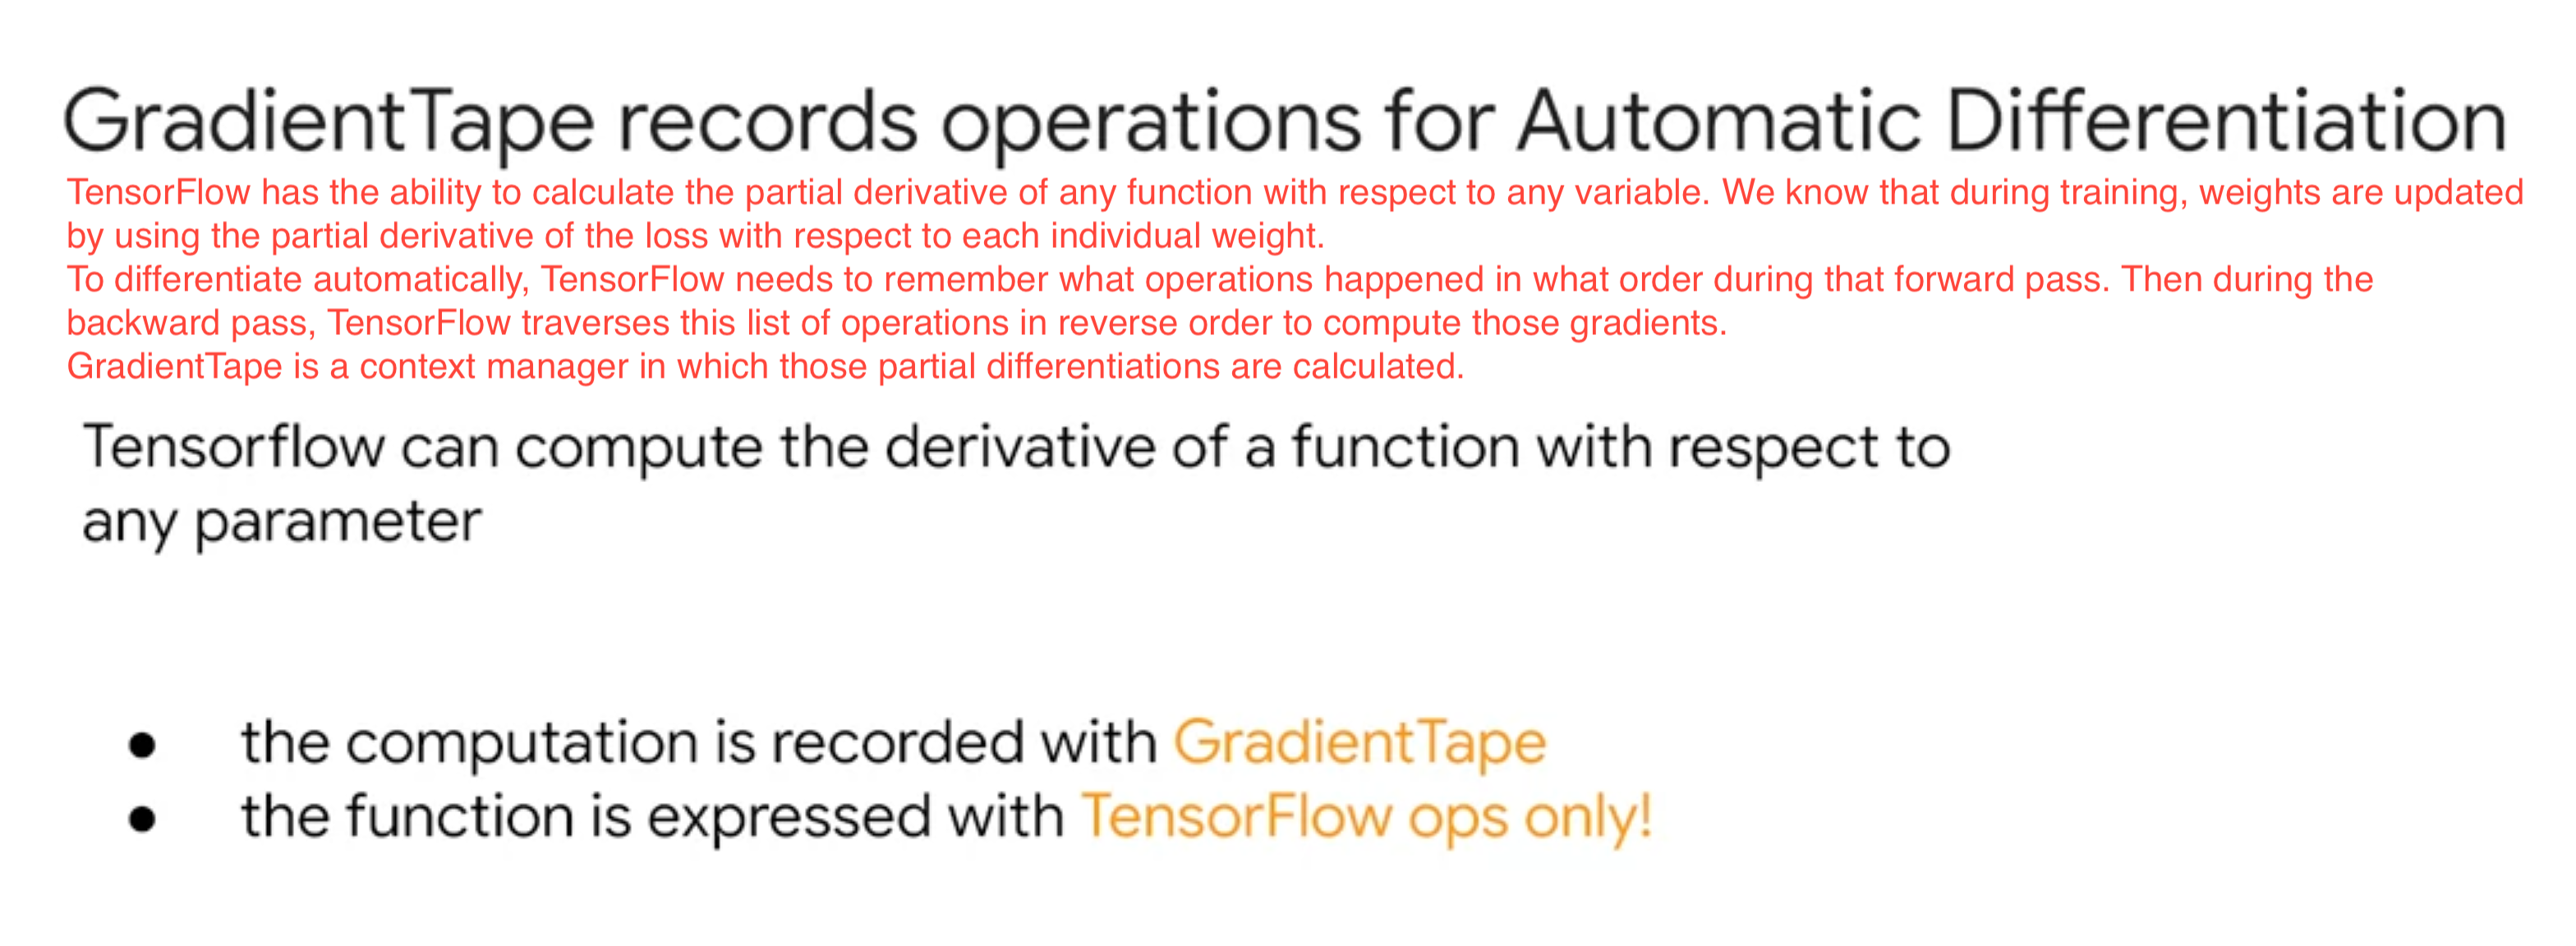 GradientTape records operations for Automatic Differentiation
TensorFlow has the ability to calculate the partial derivative of any function with respect to any variable. We know that during training, weights are updated
by using the partial derivative of the loss with respect to each individual weight.
To differentiate automatically, TensorFlow needs to remember what operations happened in what order during that forward pass. Then during the
backward pass, TensorFlow traverses this list of operations in reverse order to compute those gradients.
GradientTape is a context manager in which those partial differentiations are calculated.
Tensorflow can compute the derivative of a function with respect to
any parameter
● the computation is recorded with GradientTape
● the function is expressed with TensorFlow ops only!